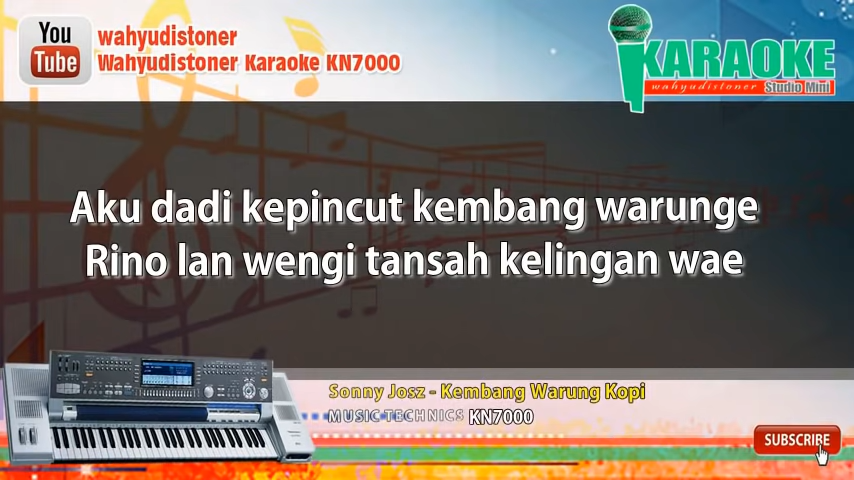 You
Tube
wahyudistoner
Wahyudistoner Karaoke KN7000
KARAOKE
wahyudistoner Studio Mini
Aku dadi kepincut kembang warunge
Rino lan wengi tansah kelingan wae
Sonny Josz - Kembang Warung Kopi
MUSIC TECHNICS KN7000
SUBSCRIBE